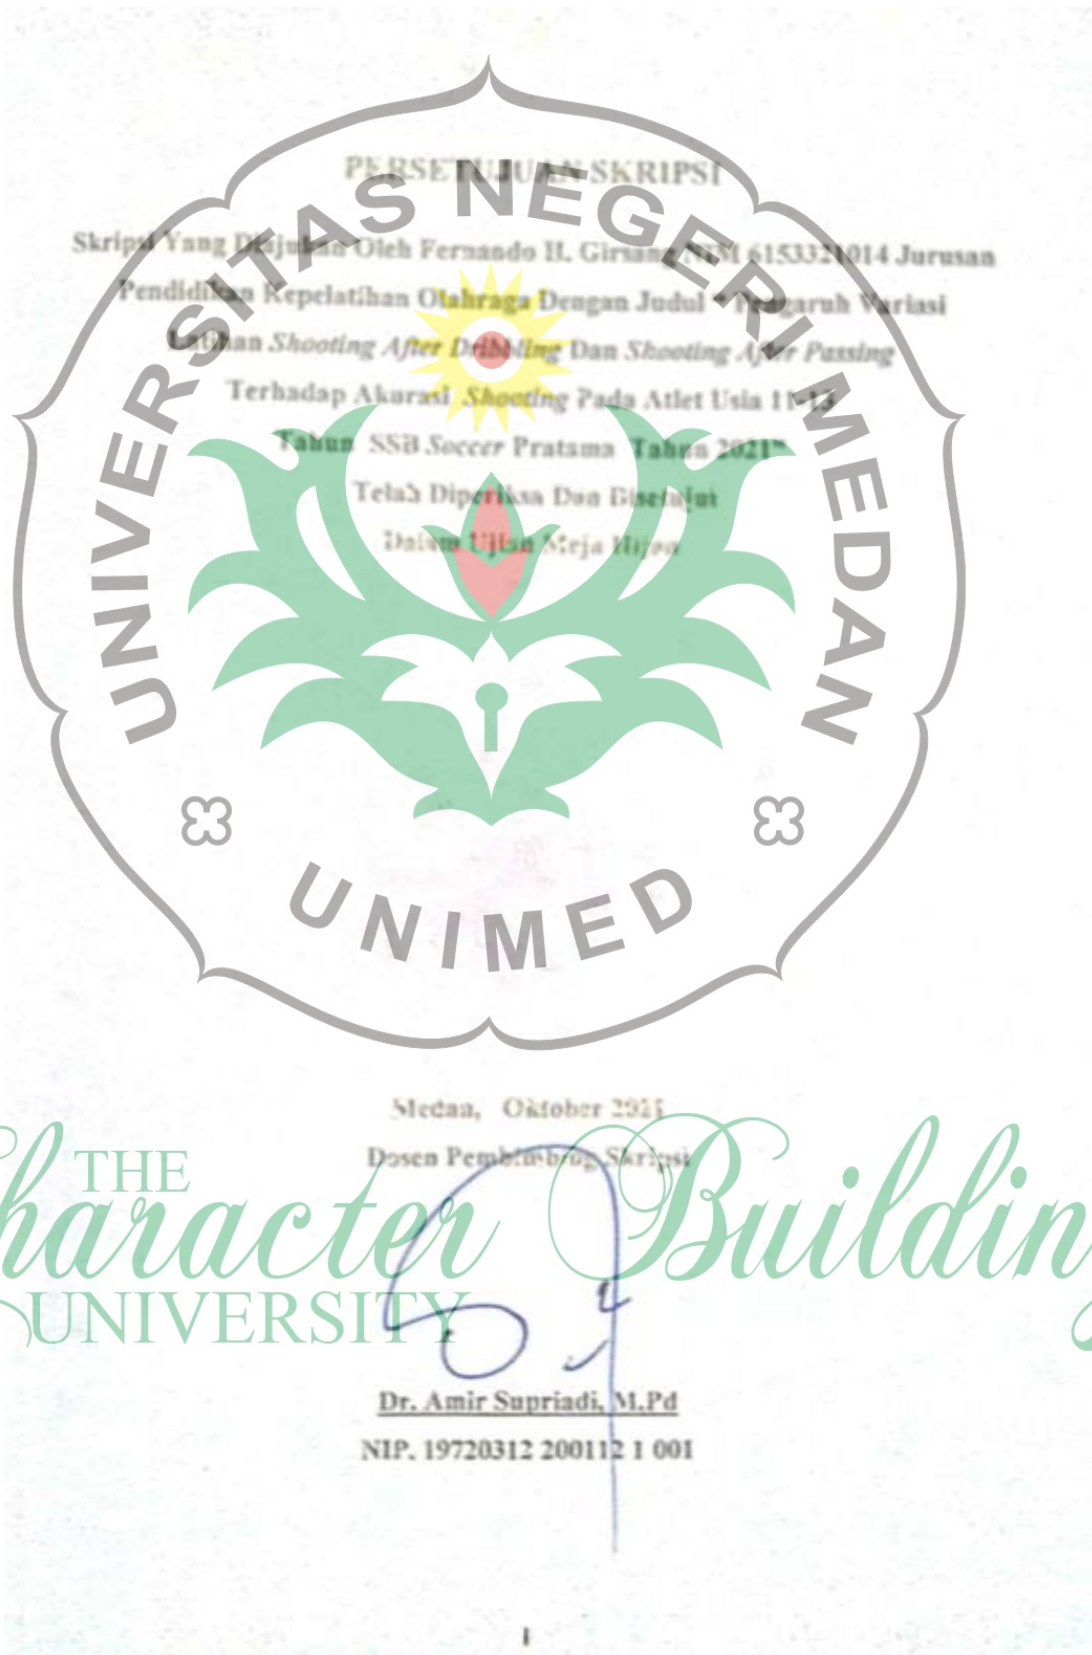 PERSETUJUAN SKRIPSI
Skripsi Yang Diajukan Oleh Fernando H. Girsang NIM 6153321014 Jurusan
Pendidikan Kepelatihan Olahraga Dengan Judul " Pengaruh Variasi
Latihan Shooting After Dribbling Dan Shooting After Passing
Terhadap Akurasi Shooting Pada Atlet Usia 11-13
Tahun SSB Soccer Pratama Tahun 2021"
Telah Diperiksa Dan Disetujui
Dalam Ujian Meja Hijau
UNIVERSITAS NEGERI MEDAN
UNIMED
Medan, Oktober 2021
Dosen Pembimbing Skripsi
THE
Character Building
UNIVERSITY
Dr. Amir Supriadi, M.Pd
NIP. 19720312 200112 1 001
i